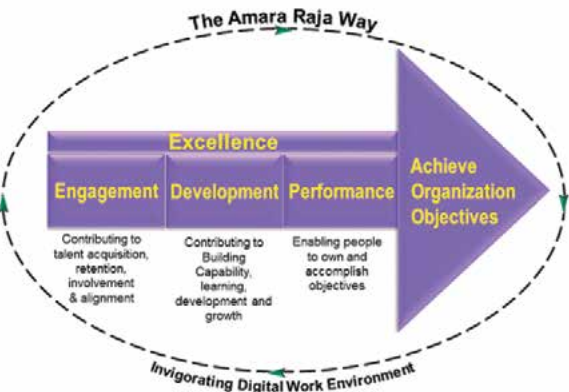 The Amara Raja Way
Excellence
Engagement
Development
Performance
Achieve
Organization
Objectives
Contributing to
talent acquisition,
retention,
involvement
& alignment
Contributing to
Building
Capability,
learning,
development and
growth
Enabling people
to own and
accomplish
objectives
Invigorating Digital Work Environment